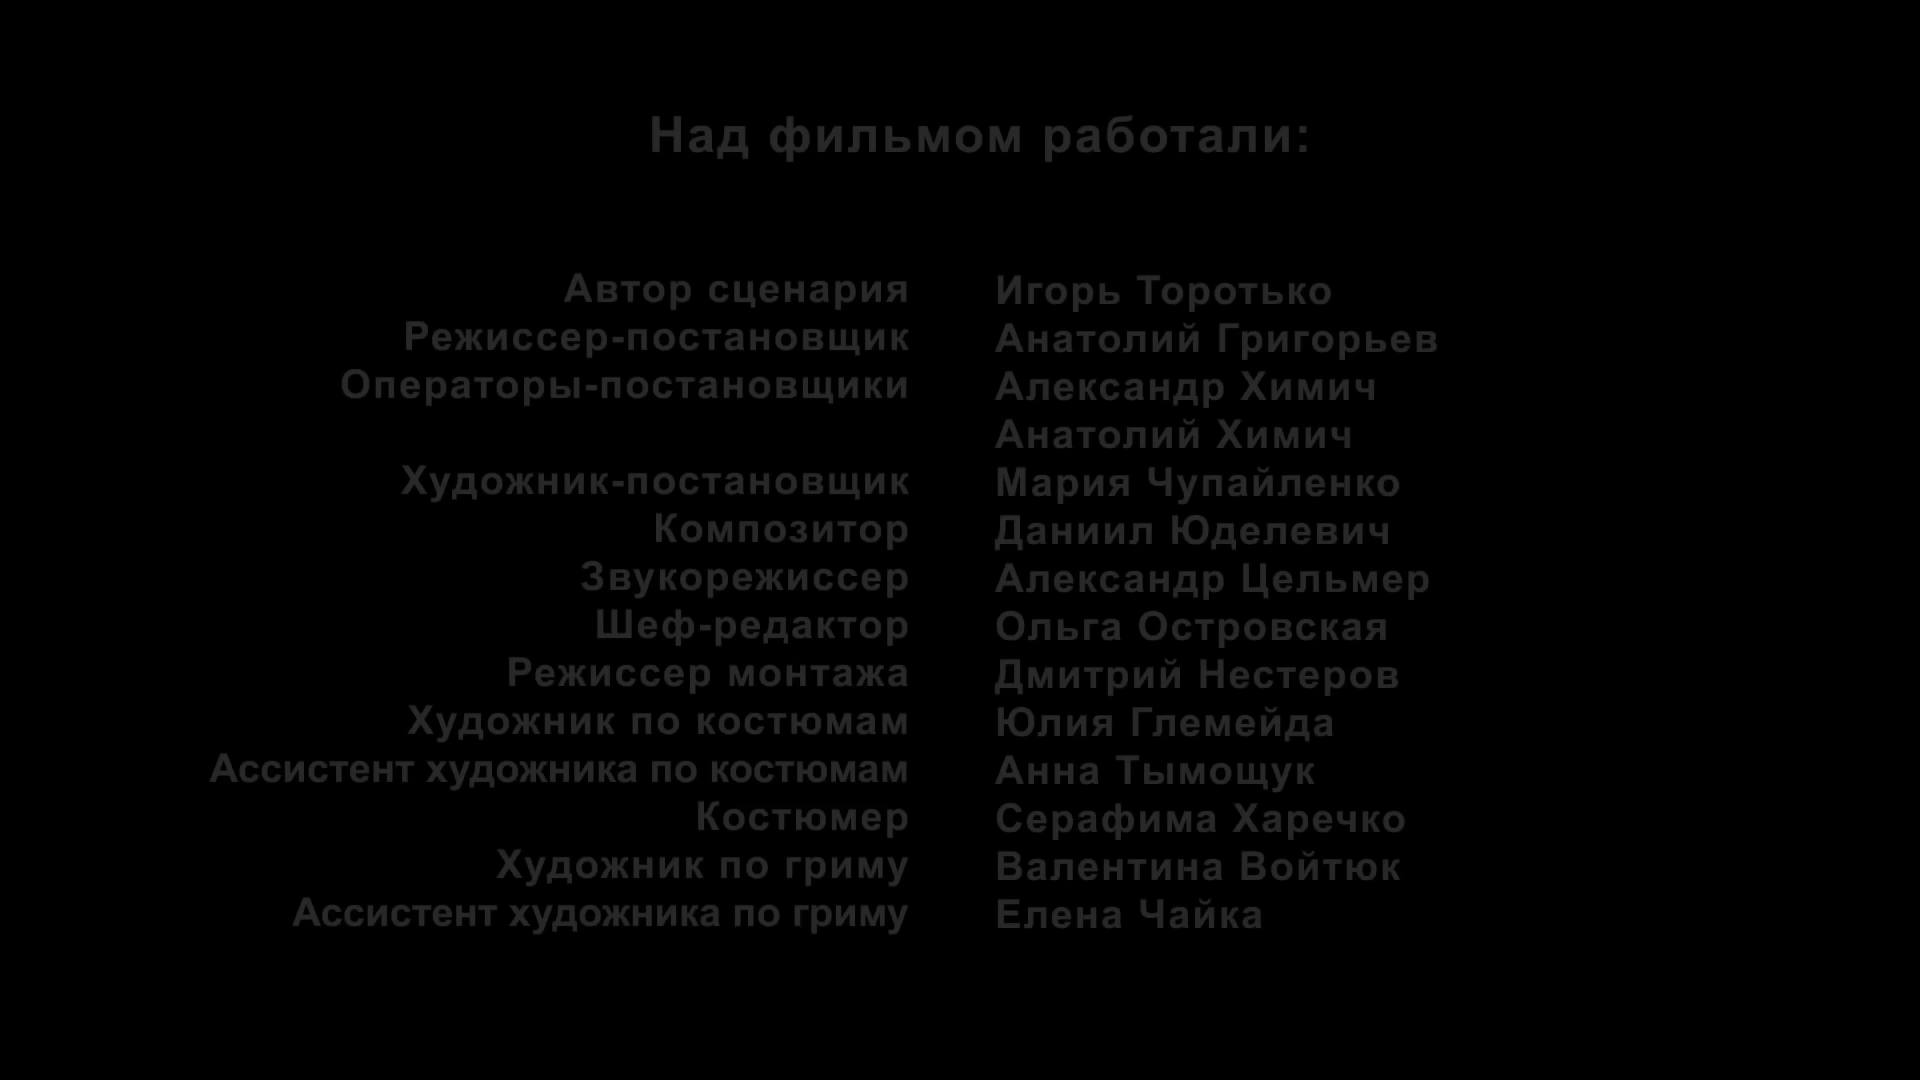 Над фильмом работали:
Автор сценария Игорь Торотько
Режиссер-постановщик Анатолий Григорьев
Операторы-постановщики Александр Химич
Анатолий Химич
Художник-постановщик Мария Чупайленко
Композитор Даниил Юделевич
Звукорежиссер Александр Цельмер
Шеф-редактор Ольга Островская
Режиссер монтажа Дмитрий Нестеров
Художник по костюмам Юлия Глемейда
Ассистент художника по костюмам Анна Тымощук
Костюмер Серафима Харечко
Художник по гриму Валентина Войтюк
Ассистент художника по гриму Елена Чайка